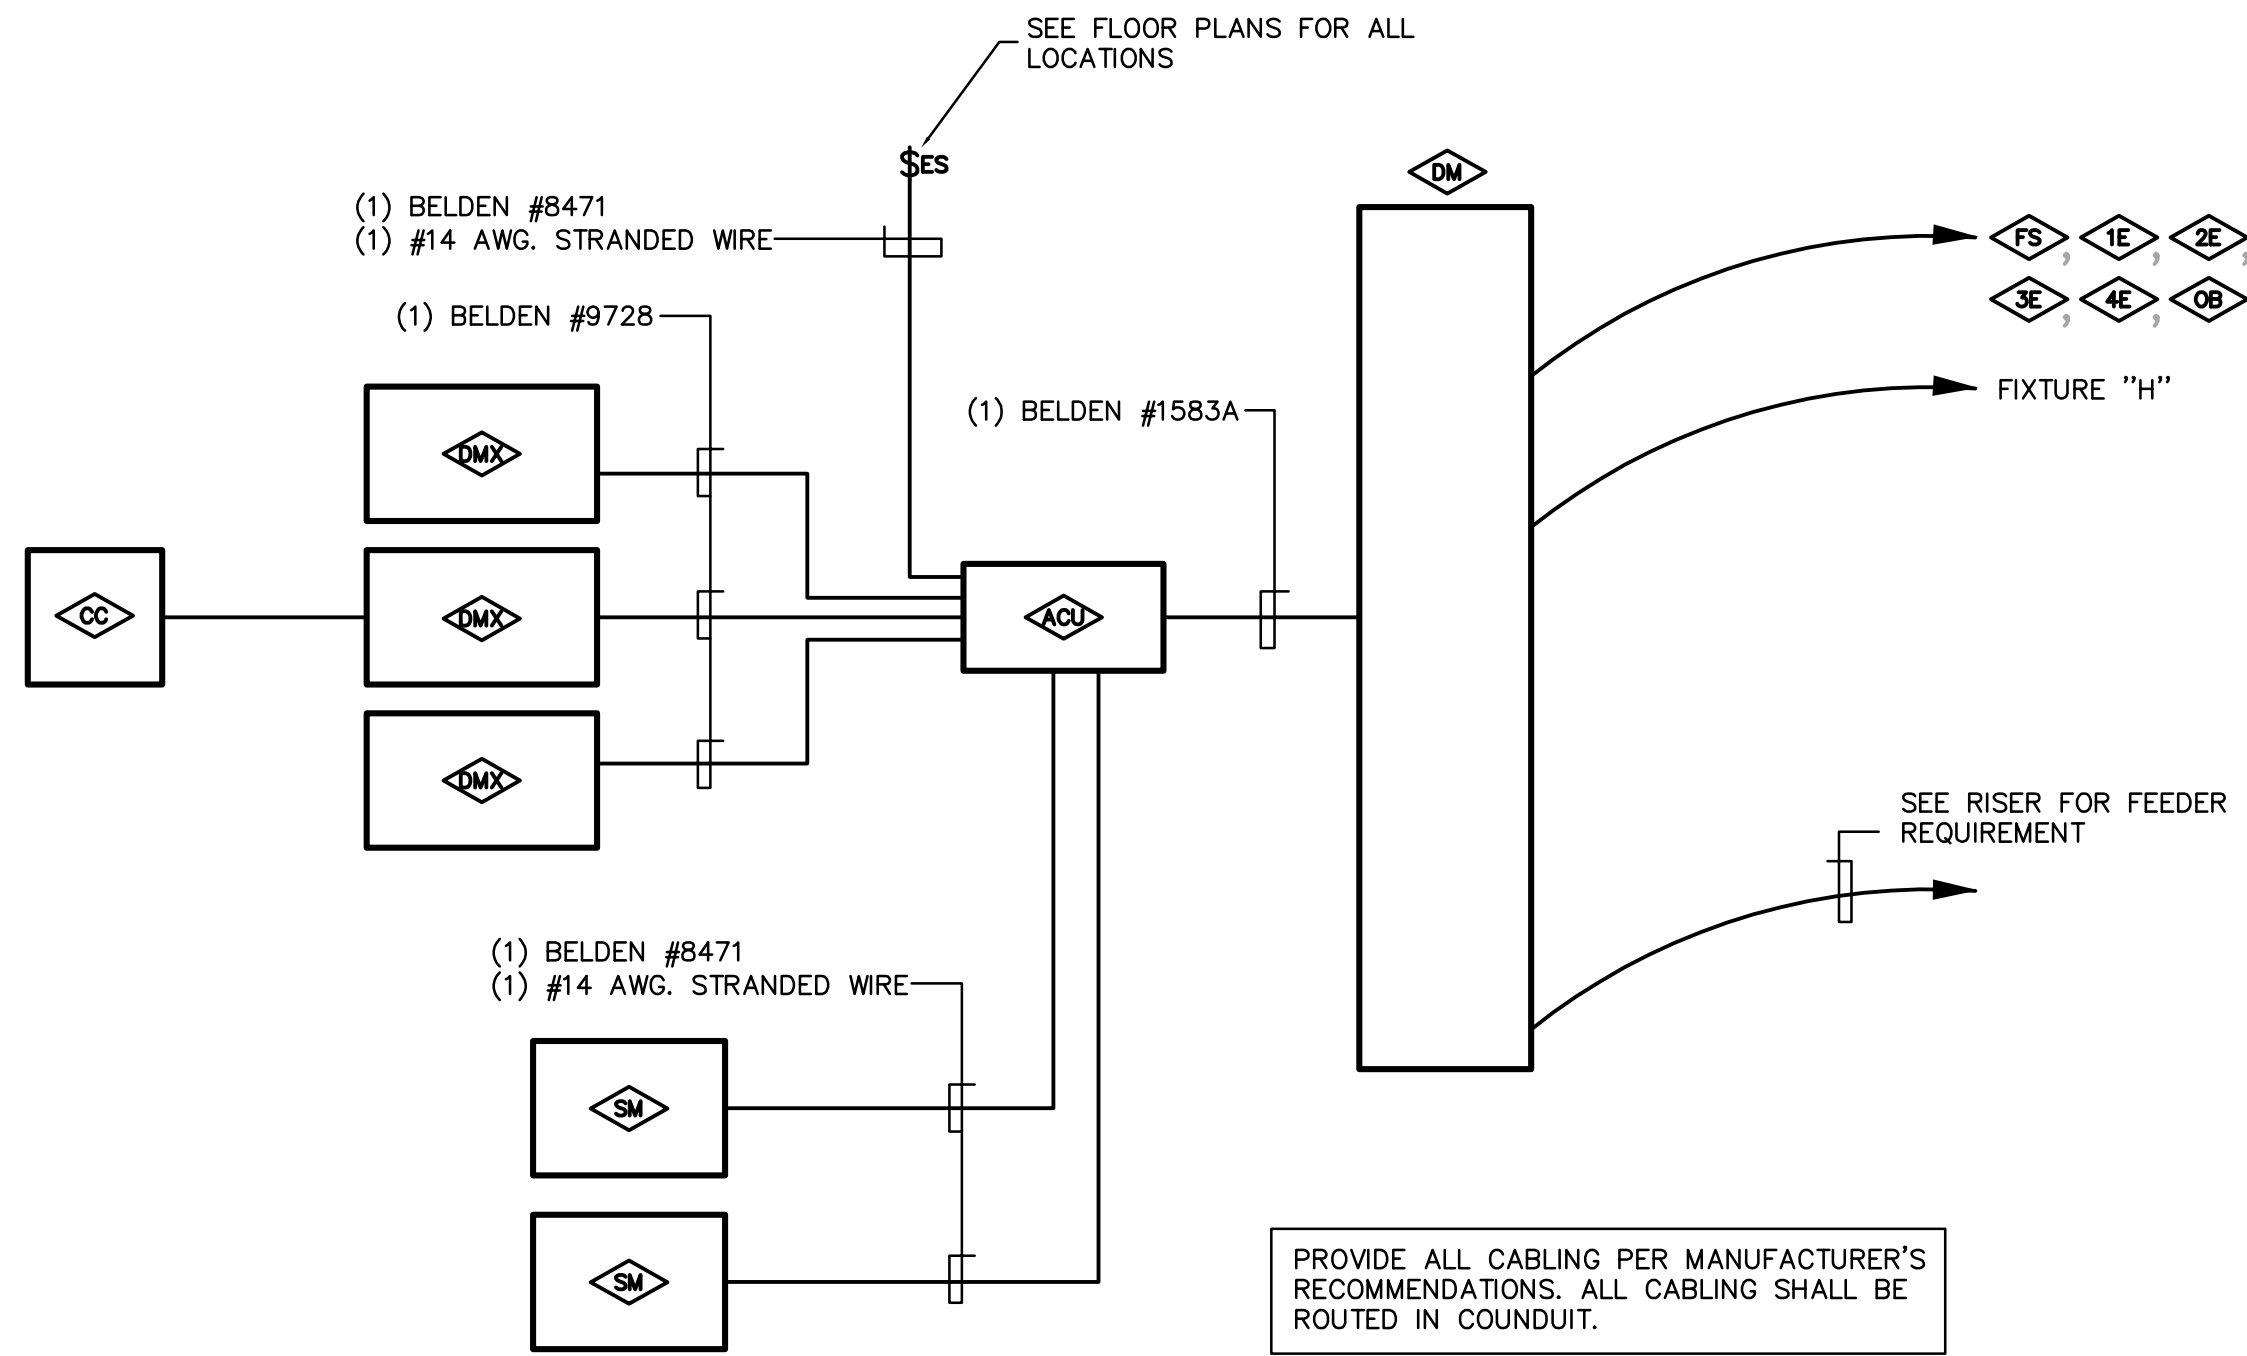 SEE FLOOR PLANS FOR ALL
LOCATIONS
$ES
DM
(1) BELDEN #8471
(1) #14 AWG. STRANDED WIRE
FS, 1E, 2E,
3E, 4E, OB
(1) BELDEN #9728
FIXTURE "H"
(1) BELDEN #1583A
DMX
CC
DMX
ACU
DMX
SEE RISER FOR FEEDER
REQUIREMENT
(1) BELDEN #8471
(1) #14 AWG. STRANDED WIRE
SM
SM
PROVIDE ALL CABLING PER MANUFACTURER'S
RECOMMENDATIONS. ALL CABLING SHALL BE
ROUTED IN COUNDUIT.